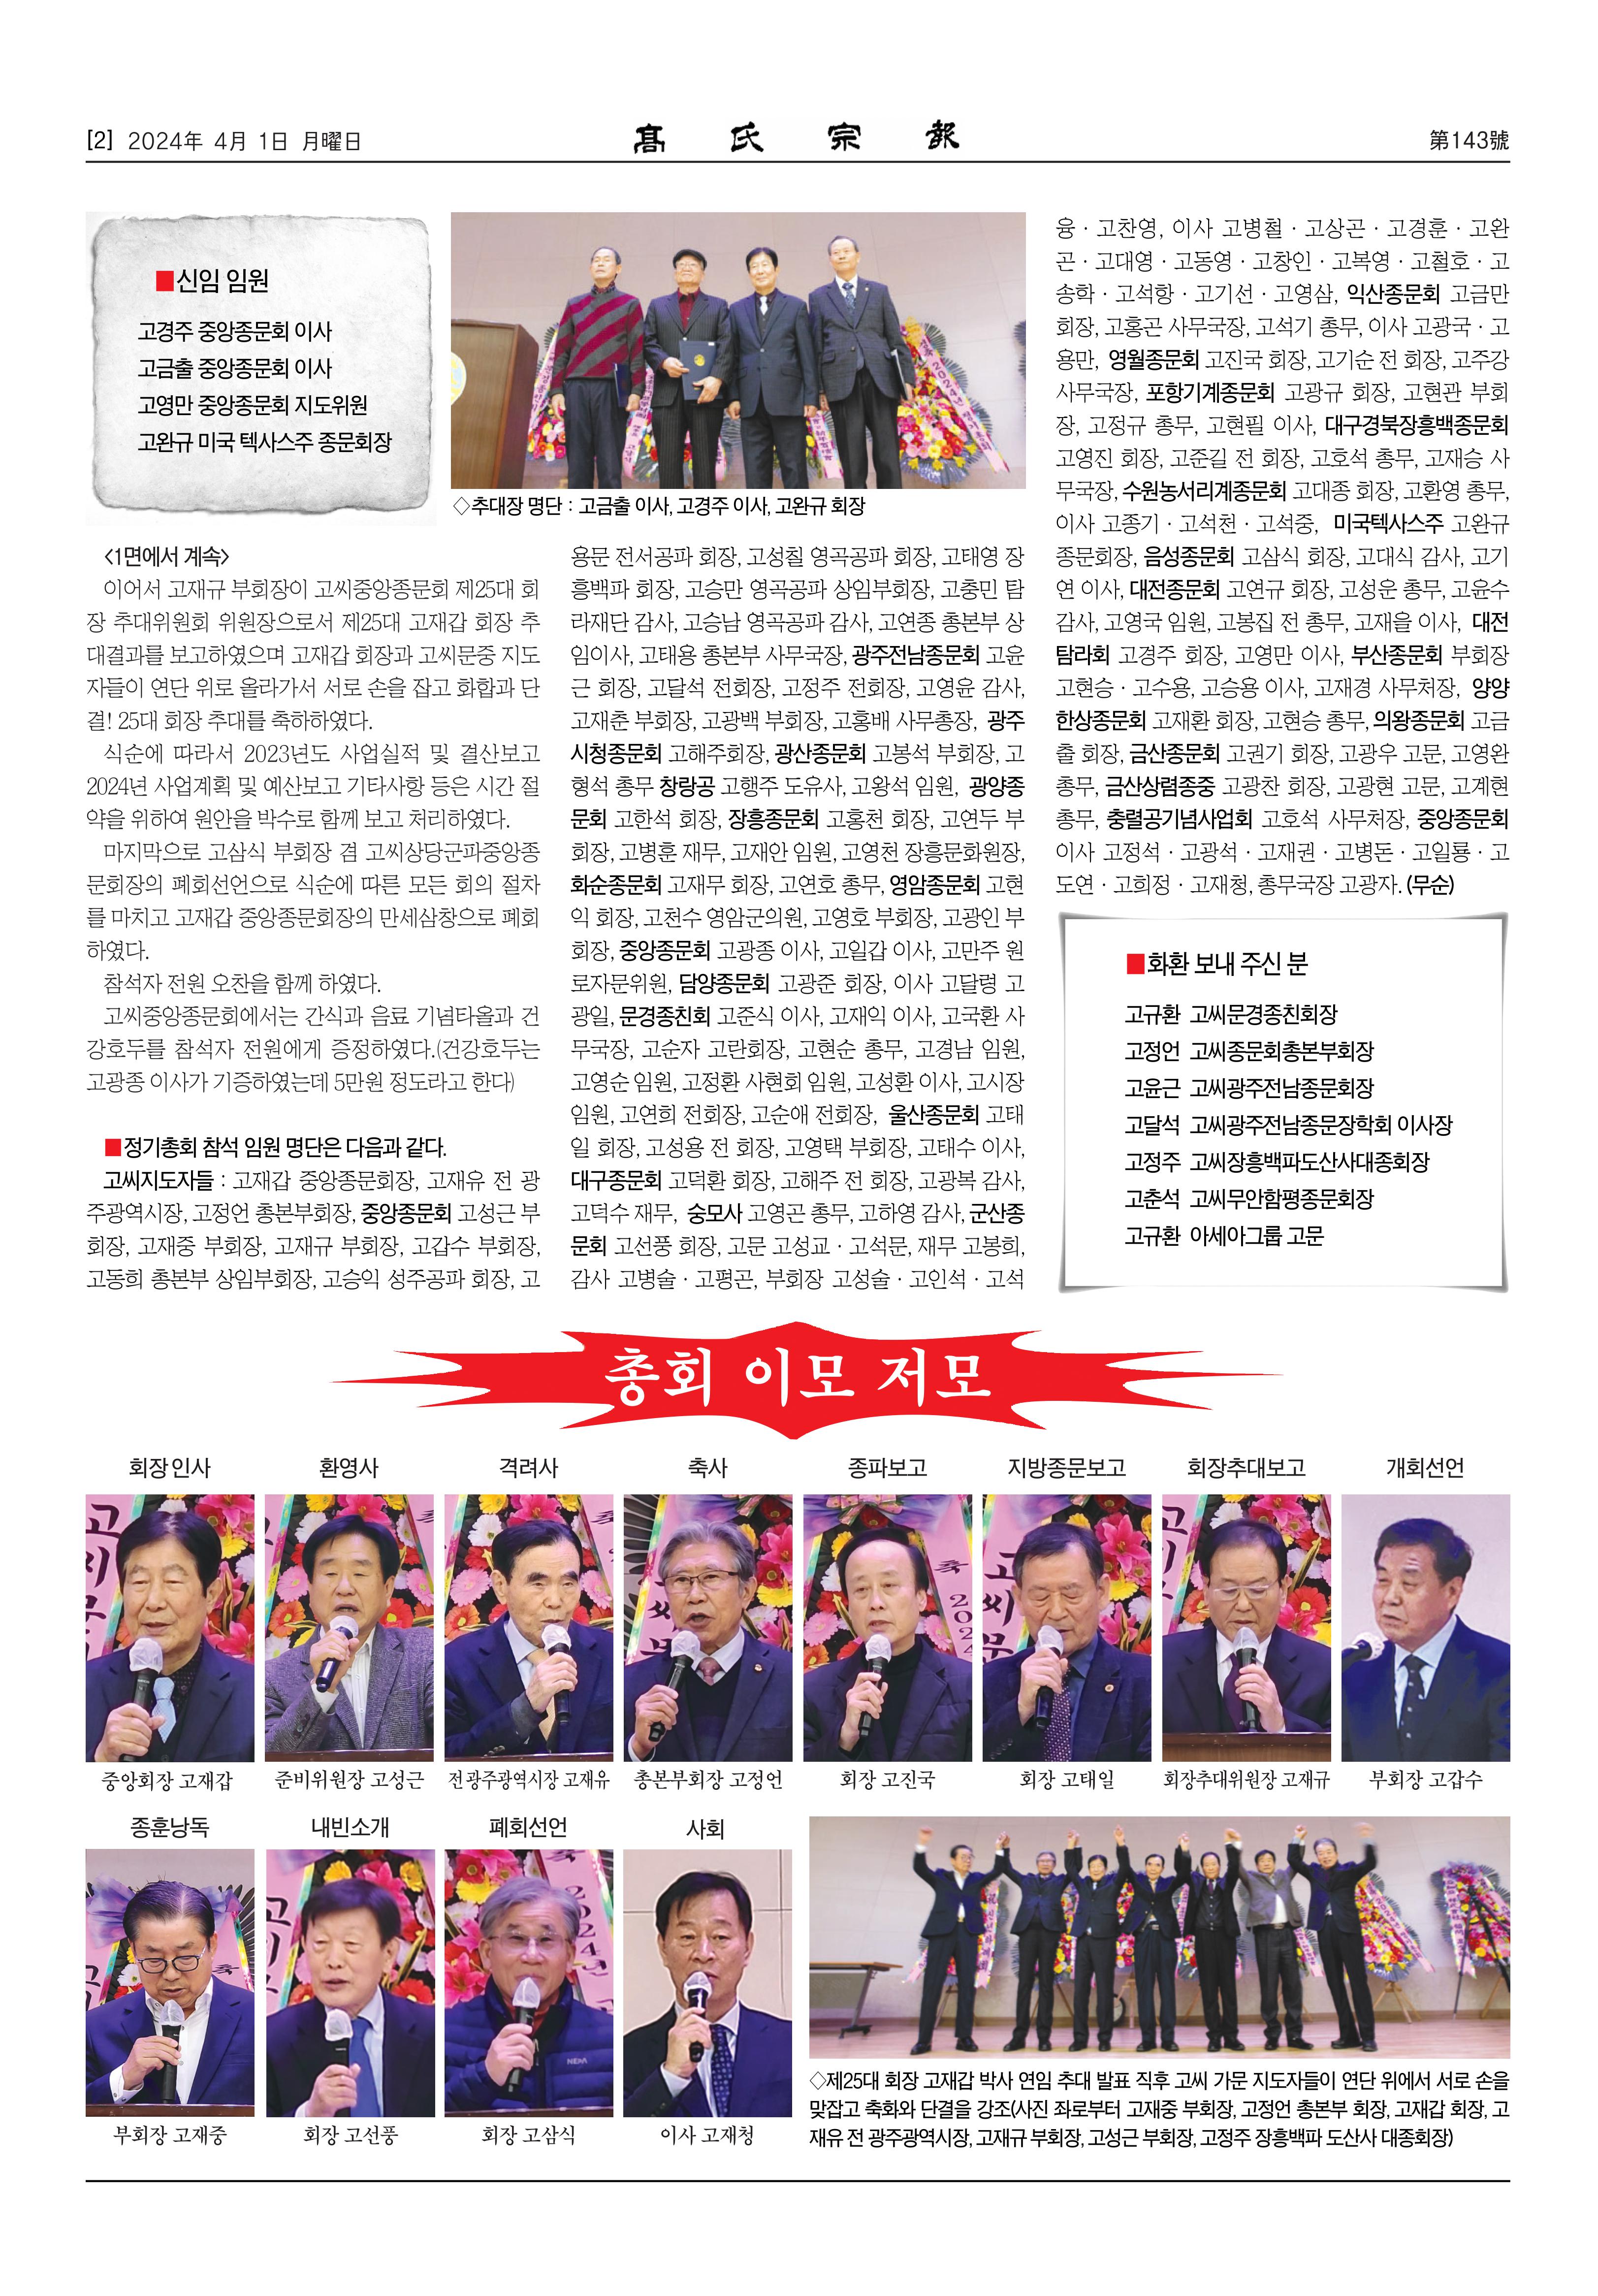 [2] 2024年 4月 1日 月曜日
高氏宗報
第143號
■신임 임원
고경주 중앙종문회 이사
고금출 중앙종문회 이사
고영만 중앙종문회 지도위원
고완규 미국 텍사스주 종문회장
◇추대장 명단 : 고금출 이사, 고경주 이사, 고완규 회장
<1면에서 계속>
이어서 고재규 부회장이 고씨중앙종문회 제25대 회
장 추대위원회 위원장으로서 제25대 고재갑 회장 추
대결과를 보고하였으며 고재갑 회장과 고씨문중 지도
자들이 연단 위로 올라가서 서로 손을 잡고 화합과 단
결! 25대 회장 추대를 축하하였다.
식순에 따라서 2023년도 사업실적 및 결산보고
2024년 사업계획 및 예산보고 기타사항 등은 시간 절
약을 위하여 원안을 박수로 함께 보고 처리하였다.
마지막으로 고삼식 부회장 겸 고씨상당군파중앙종
문회장의 폐회선언으로 식순에 따른 모든 회의 절차
를 마치고 고재갑 중앙종문회장의 만세삼창으로 폐회
하였다.
참석자 전원 오찬을 함께 하였다.
고씨중앙종문회에서는 간식과 음료 기념타올과 건
강호두를 참석자 전원에게 증정하였다.(건강호두는
고광종 이사가 기증하였는데 5만원 정도라고 한다)
■정기총회 참석 임원 명단은 다음과 같다.
고씨지도자들 : 고재갑 중앙종문회장, 고재유 전 광
주광역시장, 고정언 총본부회장, 중앙종문회 고성근 부
회장, 고재중 부회장, 고재규 부회장, 고갑수 부회장,
고동희 총본부 상임부회장, 고승익 성주공파 회장, 고
용문 전서공파 회장, 고성칠 영곡공파 회장, 고태영 장
흥백파 회장, 고승만 영곡공파 상임부회장, 고충민 탐
라재단 감사, 고승남 영곡공파 감사, 고연종 총본부 상
임이사, 고태용 총본부 사무국장, 광주전남종문회 고윤
근 회장, 고달석 전회장, 고정주 전회장, 고영윤 감사,
고재춘 부회장, 고광백 부회장, 고홍배 사무총장, 광주
시청종문회 고해주회장, 광산종문회 고봉석 부회장, 고
형석 총무 창랑공 고행주 도유사, 고왕석 임원, 광양종
문회 고한석 회장, 장흥종문회 고홍천 회장, 고연두 부
회장, 고병훈 재무, 고재안 임원, 고영천 장흥문화원장,
화순종문회 고재무 회장, 고연호 총무, 영암종문회 고현
익 회장, 고천수 영암군의원, 고영호 부회장, 고광인 부
회장, 중앙종문회 고광종 이사, 고일갑 이사, 고만주 원
로자문위원, 담양종문회 고광준 회장, 이사 고달령 고
광일, 문경종친회 고준식 이사, 고재익 이사, 고국환 사
무국장, 고순자 고란회장, 고현순 총무, 고경남 임원,
고영순 임원, 고정환 사현회 임원, 고성환 이사, 고시장
임원, 고연희 전회장, 고순애 전회장, 울산종문회 고태
일 회장, 고성용 전 회장, 고영택 부회장, 고태수 이사,
대구종문회 고덕환 회장, 고해주 전 회장, 고광복 감사,
고덕수 재무, 숭모사 고영곤 총무, 고하영 감사, 군산종
문회 고선풍 회장, 고문 고성교 · 고석문, 재무 고봉희,
감사 고병술 · 고평곤, 부회장 고성술 · 고인석 · 고석
융 · 고찬영, 이사 고병철 · 고상곤 · 고경훈 · 고완
곤 · 고대영 · 고동영 · 고창인 · 고복영 · 고철호 · 고
송학 · 고석항 · 고기선 · 고영삼, 익산종문회 고금만
회장, 고홍곤 사무국장, 고석기 총무, 이사 고광국 · 고
용만, 영월종문회 고진국 회장, 고기순 전 회장, 고주강
사무국장, 포항기계종문회 고광규 회장, 고현관 부회
장, 고정규 총무, 고현필 이사, 대구경북장흥백종문회
고영진 회장, 고준길 전 회장, 고호석 총무, 고재승 사
무국장, 수원농서리계종문회 고대종 회장, 고환영 총무,
이사 고종기 · 고석천 · 고석중, 미국텍사스주 고완규
종문회장, 음성종문회 고삼식 회장, 고대식 감사, 고기
연 이사, 대전종문회 고연규 회장, 고성운 총무, 고윤수
감사, 고영국 임원, 고봉집 전 총무, 고재을 이사, 대전
탐라회 고경주 회장, 고영만 이사, 부산종문회 부회장
고현승 · 고수용, 고승용 이사, 고재경 사무처장, 양양
한상종문회 고재환 회장, 고현승 총무, 의왕종문회 고금
출 회장, 금산종문회 고권기 회장, 고광우 고문, 고영완
총무, 금산상렴종중 고광찬 회장, 고광현 고문, 고계현
총무, 충렬공기념사업회 고호석 사무처장, 중앙종문회
이사 고정석 · 고광석 · 고재권 · 고병돈 · 고일룡 · 고
도연 · 고희정 · 고재청, 총무국장 고광자. (무순)
■화환 보내 주신 분
고규환 고씨문경종친회장
고정언 고씨종문회총본부회장
고윤근 고씨광주전남종문회장
고달석 고씨광주전남종문장학회 이사장
고정주 고씨장흥백파도산사대종회장
고춘석 고씨무안함평종문회장
고규환 아세아그룹 고문
총회 이모 저모
회장 인사 환영사 격려사 축사 종파보고 지방종문보고 회장추대보고 개회선언
중앙회장 고재갑 준비위원장 고성근 전 광주광역시장 고재유 총본부회장 고정언 회장 고진국 회장 고태일 회장추대위원장 고재규 부회장 고갑수
종훈낭독 내빈소개 폐회선언 사회
부회장 고재중 회장 고선풍 회장 고삼식 이사 고재청
◇제25대 회장 고재갑 박사 연임 추대 발표 직후 고씨 가문 지도자들이 연단 위에서 서로 손을
맞잡고 축화와 단결을 강조(사진 좌로부터 고재중 부회장, 고정언 총본부 회장, 고재갑 회장, 고
재유 전 광주광역시장, 고재규 부회장, 고성근 부회장, 고정주 장흥백파 도산사 대종회장)